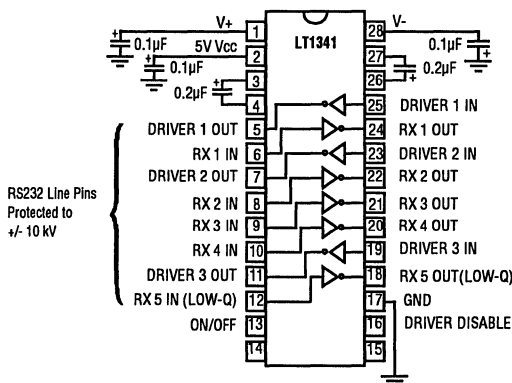 V+ 1 LT1341 28 V-
0.1µF 5V Vcc 2 27 0.1µF
0.1µF 3 26 0.2µF
0.2µF 4 25 DRIVER 1 IN
DRIVER 1 OUT 5 24 RX 1 OUT
RX 1 IN 6 23 DRIVER 2 IN
DRIVER 2 OUT 7 22 RX 2 OUT
RS232 Line Pins
Protected to
+/- 10 kV
RX 2 IN 8 21 RX 3 OUT
RX 3 IN 9 20 RX 4 OUT
RX 4 IN 10 19 DRIVER 3 IN
DRIVER 3 OUT 11 18 RX 5 OUT(LOW-Q)
RX 5 IN (LOW-Q) 12 17 GND
ON/OFF 13 16 DRIVER DISABLE
14 15